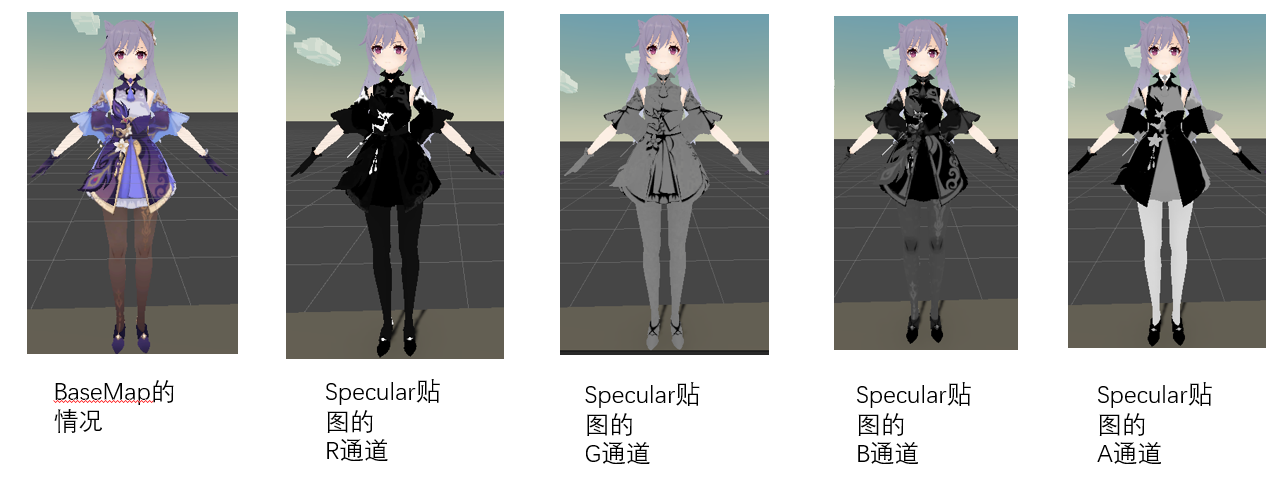 BaseMap的
情况
Specular贴
图的
R通道
Specular贴
图的
G通道
Specular贴
图的
B通道
Specular贴
图的
A通道